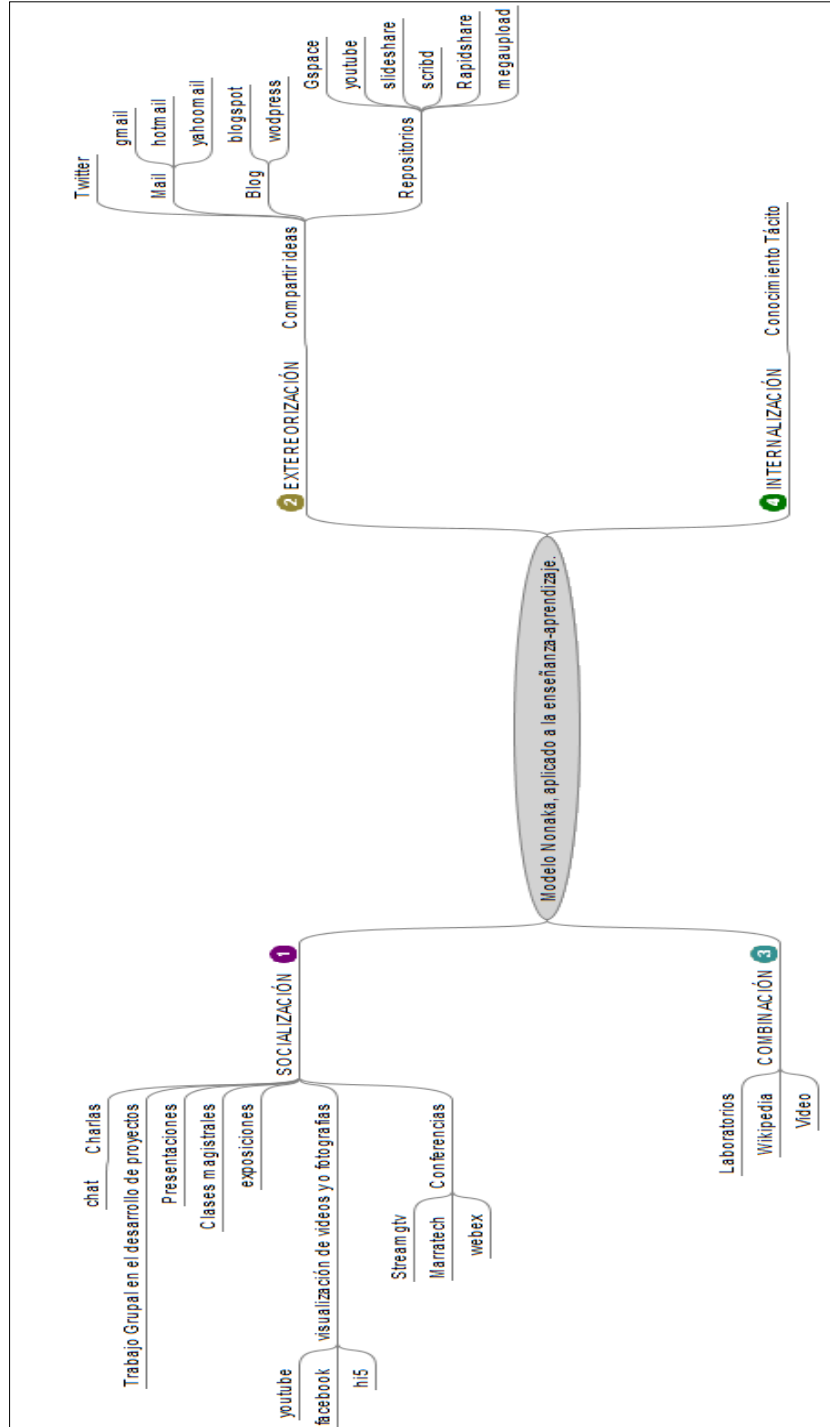 Modelo Nonaka, aplicado a la enseñanza-aprendizaje.
1
SOCIALIZACIÓN
Charlas
chat
Trabajo Grupal en el desarrollo de proyectos
Presentaciones
Clases magistrales
exposiciones
visualización de videos y o fotografias
youtube
facebook
hi5
Conferencias
Stream gtv
Marratech
webex
2
EXTEREORIZACIÓN
Compartir ideas
Twitter
Mail
gmail
hotmail
yahoomail
Blog
blogspot
wodpress
Repositorios
Gspace
youtube
slideshare
scribd
Rapidshare
megaupload
3
COMBINACIÓN
Laboratorios
Wikipedia
Video
4
INTERNALIZACIÓN
Conocimiento Tácito